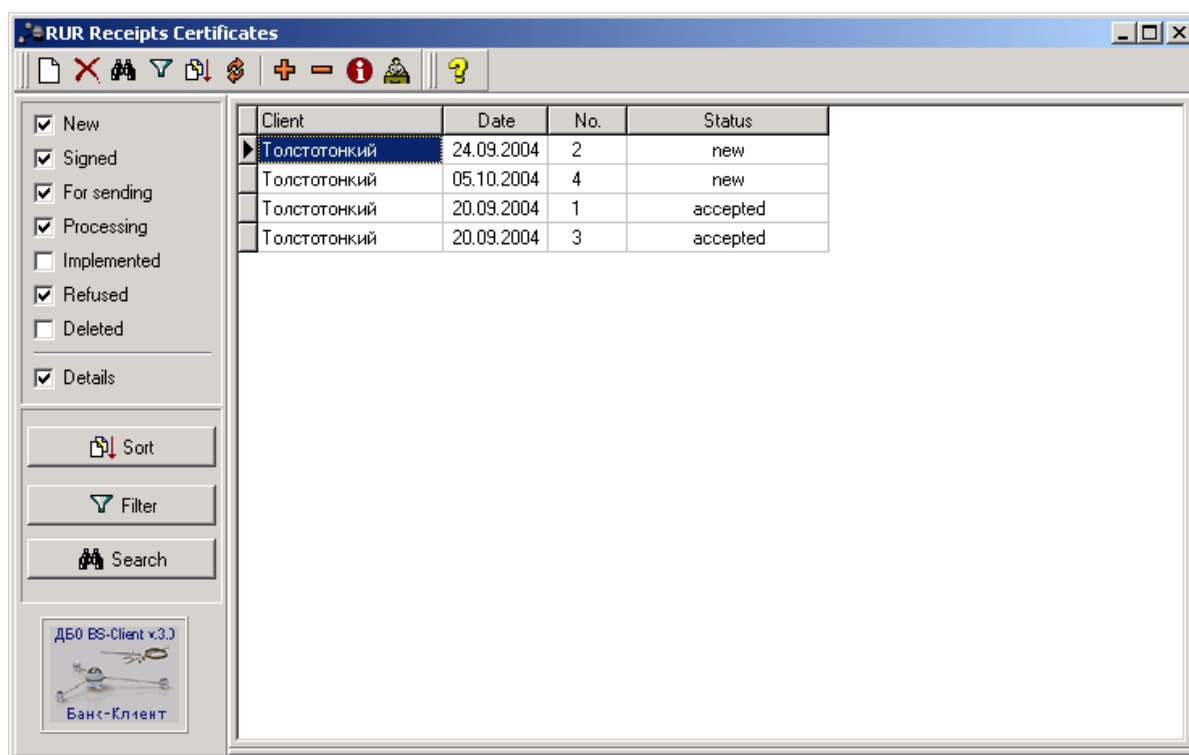 RUR Receipts Certificates
New
Signed
For sending
Processing
Implemented
Refused
Deleted
Details
Sort
Filter
Search
ДБО BS-Client v.3.0
Банк-Клиент
Client Date No. Status
Толстотонкий 24.09.2004 2 new
Толстотонкий 05.10.2004 4 new
Толстотонкий 20.09.2004 1 accepted
Толстотонкий 20.09.2004 3 accepted